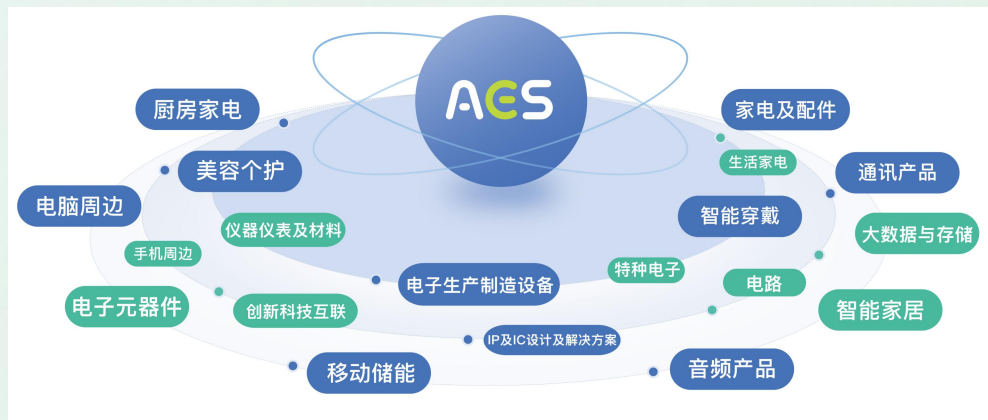 AES
厨房家电
家电及配件
生活家电
美容个护
通讯产品
电脑周边
智能穿戴
仪器仪表及材料
大数据与存储
手机周边
特种电子
电子生产制造设备
电路
电子元器件
创新科技互联
智能家居
IP及IC设计及解决方案
移动储能
音频产品